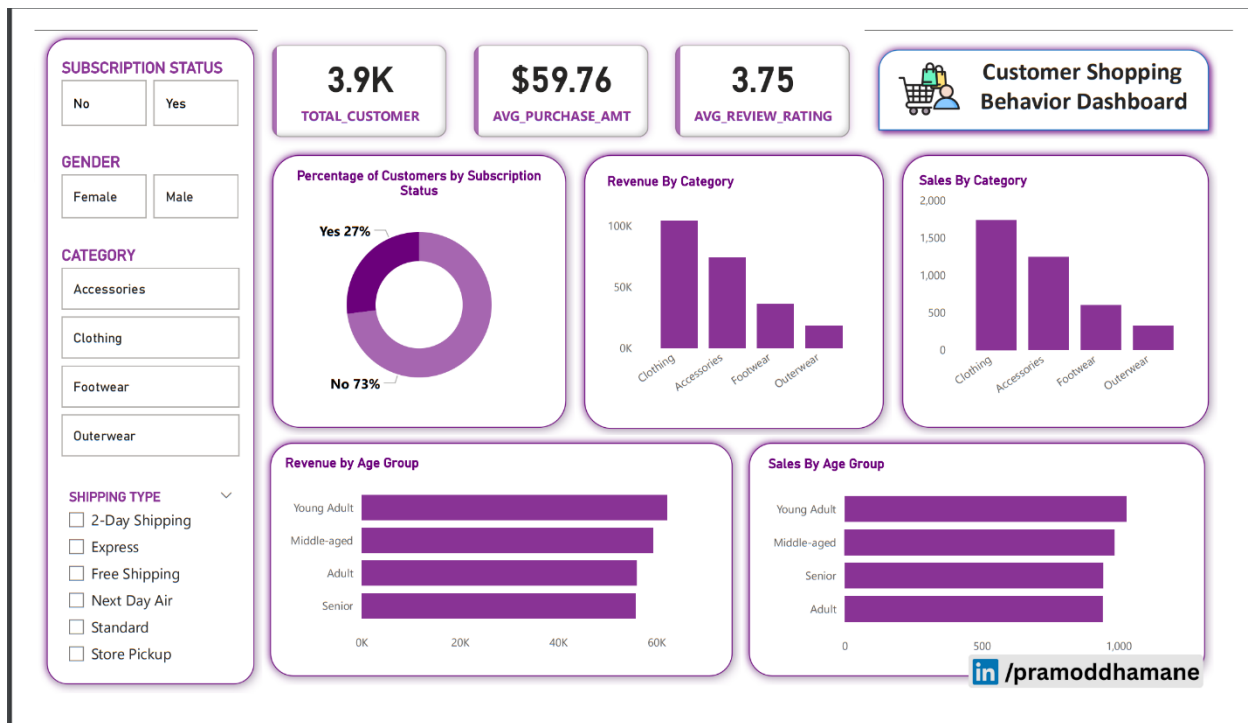 SUBSCRIPTION STATUS
No
Yes
GENDER
Female
Male
CATEGORY
Accessories
Clothing
Footwear
Outerwear
SHIPPING TYPE
2-Day Shipping
Express
Free Shipping
Next Day Air
Standard
Store Pickup
3.9K
TOTAL_CUSTOMER
$59.76
AVG_PURCHASE_AMT
3.75
AVG_REVIEW_RATING
Customer Shopping
Behavior Dashboard
Percentage of Customers by Subscription
Status
Yes 27%
No 73%
Revenue By Category
100K
50K
0K
Clothing
Accessories
Footwear
Outerwear
Sales By Category
2,000
1,500
1,000
500
0
Clothing
Accessories
Footwear
Outerwear
Revenue by Age Group
Young Adult
Middle-aged
Adult
Senior
0K
20K
40K
60K
Sales By Age Group
Young Adult
Middle-aged
Senior
Adult
0
500
1,000
in /pramoddhamane